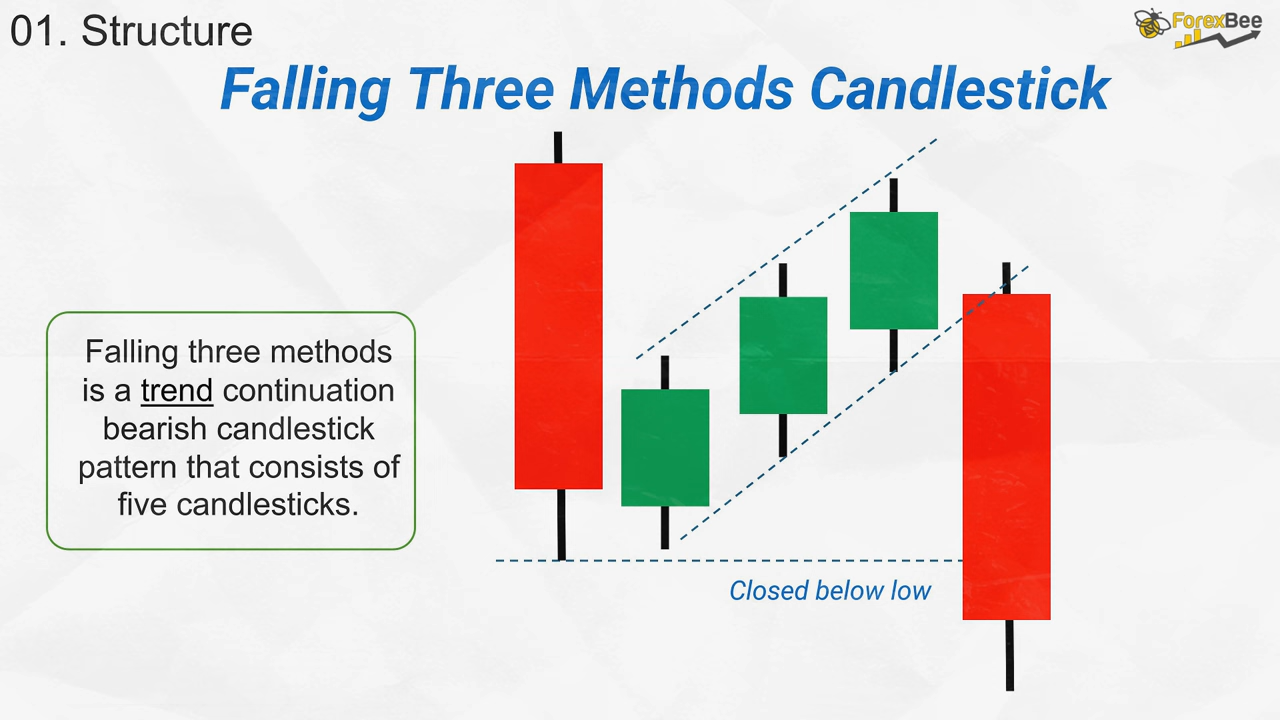 01. Structure
ForexBee
Falling Three Methods Candlestick
Falling three methods
is a trend continuation
bearish candlestick
pattern that consists of
five candlesticks.
Closed below low